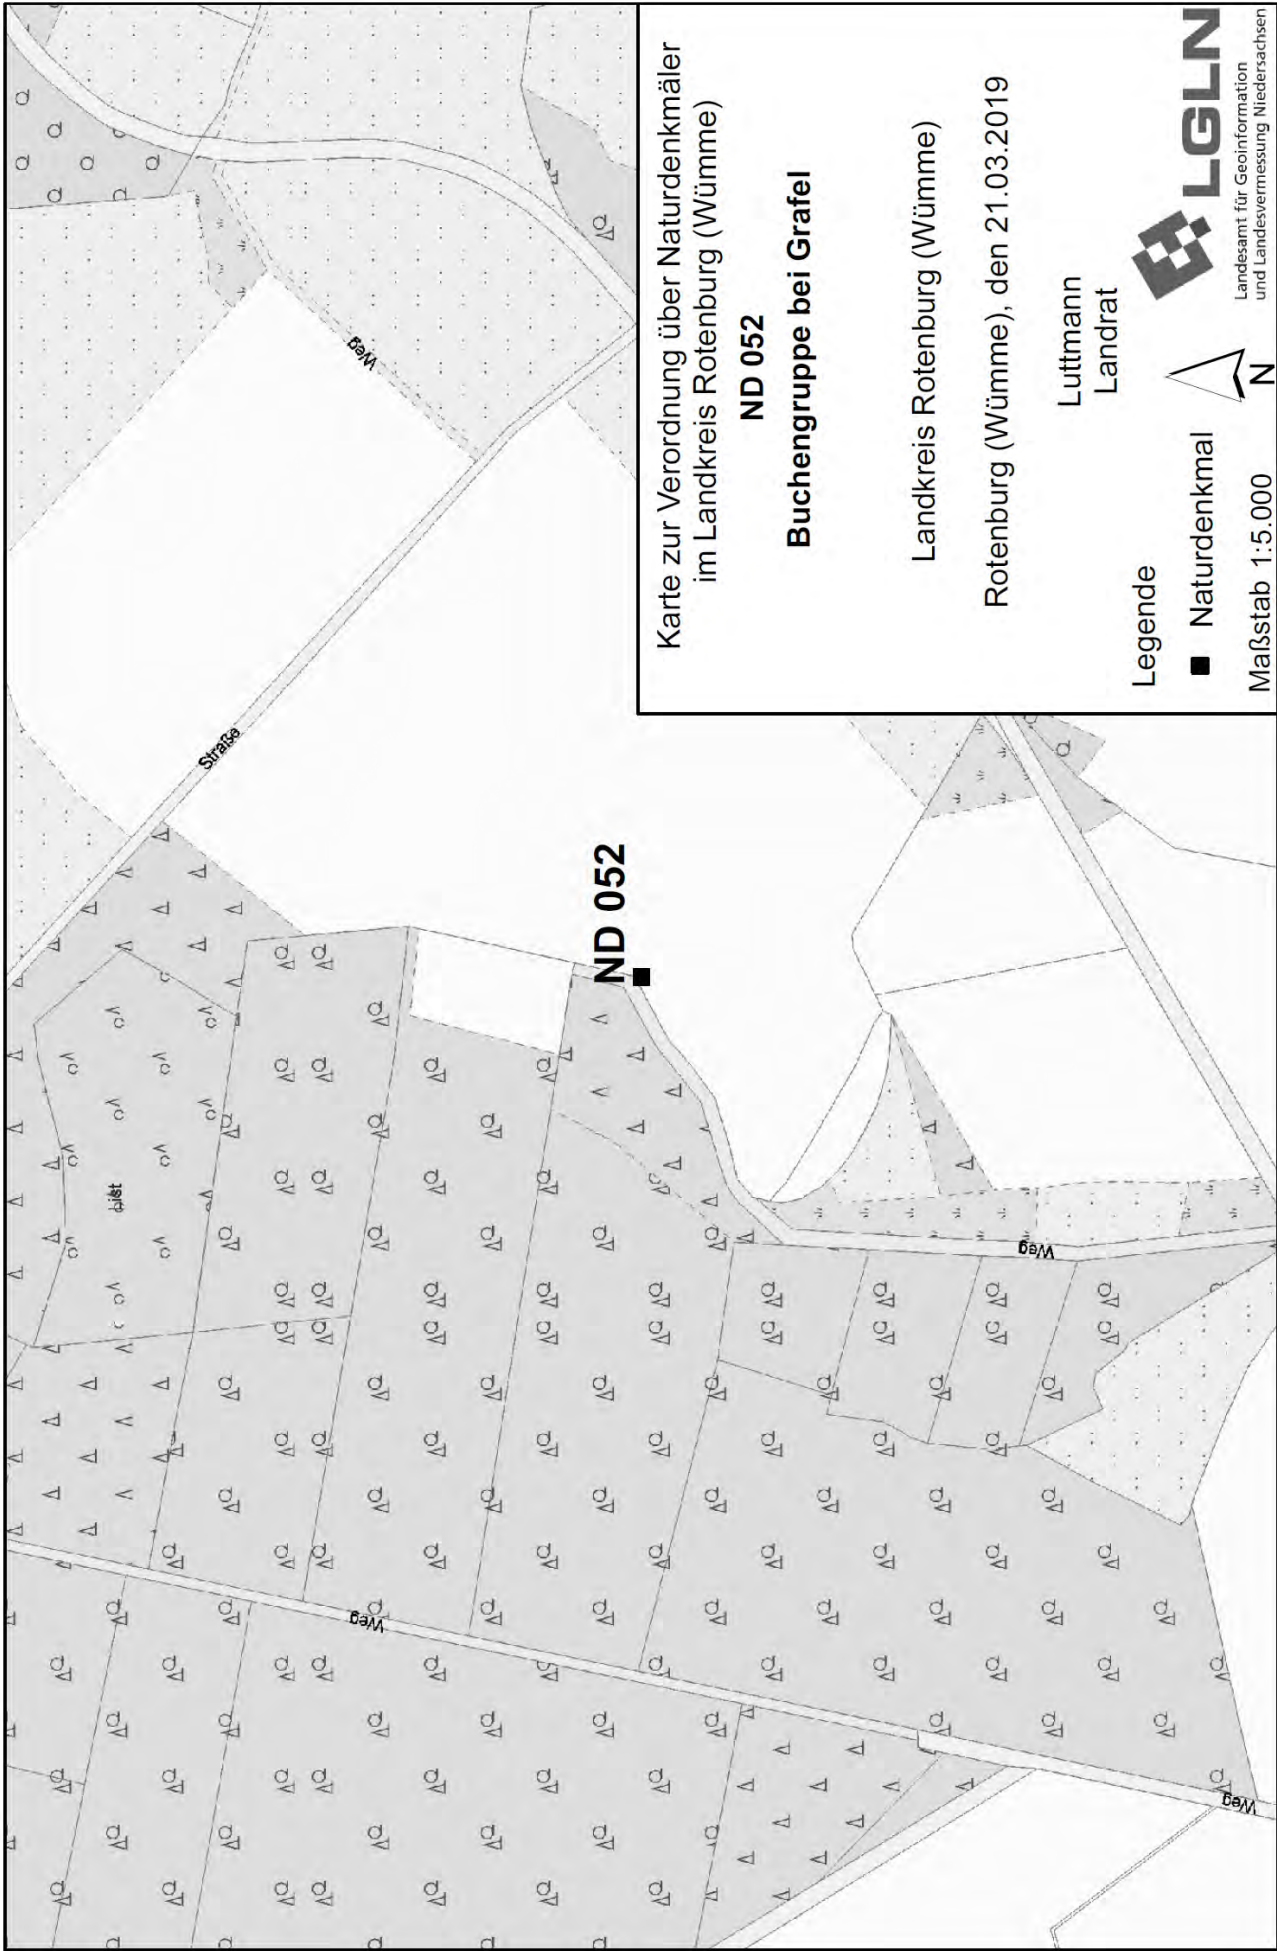 Straße
Weg
List
ND 052
Weg
Weg
Weg
Karte zur Verordnung über Naturdenkmäler
im Landkreis Rotenburg (Wümme)
ND 052
Buchengruppe bei Grafel
Landkreis Rotenburg (Wümme)
Rotenburg (Wümme), den 21.03.2019
Luttmann
Landrat
Legende
Naturdenkmal
Maßstab 1:5.000
N
LGLN
Landesamt für Geoinformation
und Landesvermessung Niedersachsen